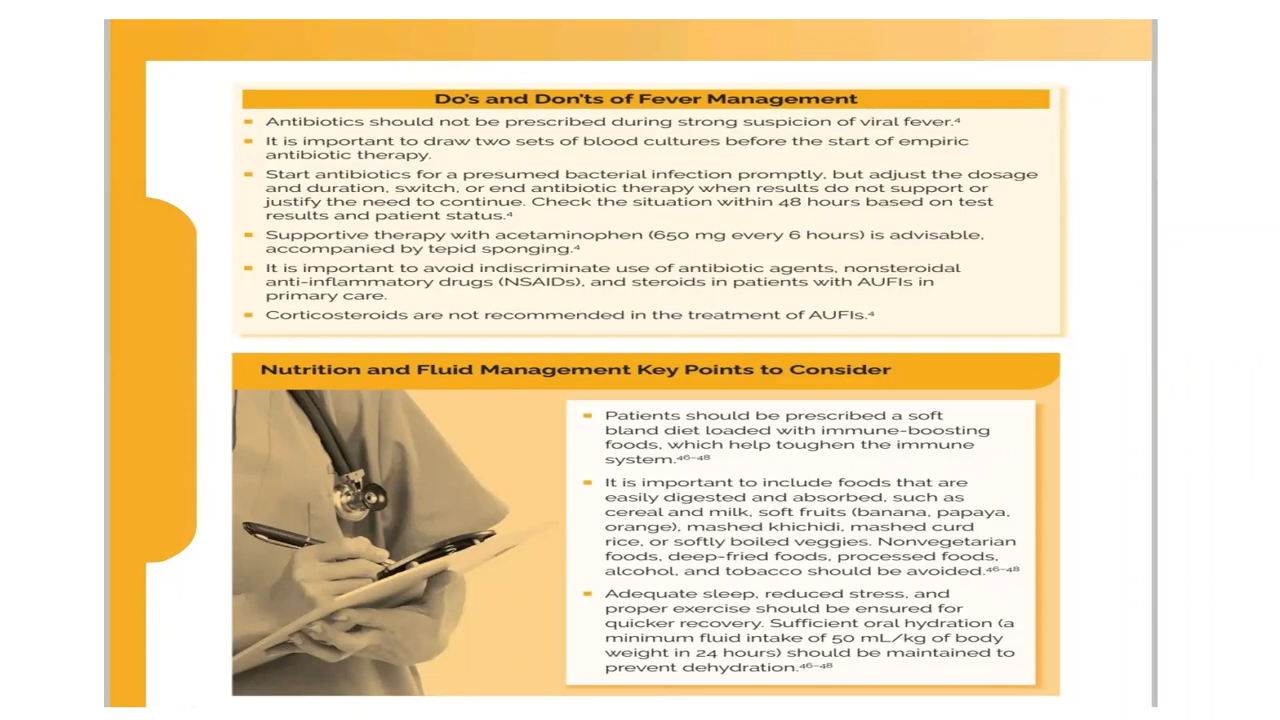 Do's and Don'ts of Fever Management
Antibiotics should not be prescribed during strong suspicion of viral fever.⁴
It is important to draw two sets of blood cultures before the start of empiric
antibiotic therapy.
Start antibiotics for a presumed bacterial infection promptly, but adjust the dosage
and duration, switch, or end antibiotic therapy when results do not support or
justify the need to continue. Check the situation within 48 hours based on test
results and patient status.⁴
Supportive therapy with acetaminophen (650 mg every 6 hours) is advisable,
accompanied by tepid sponging.⁴
It is important to avoid indiscriminate use of antibiotic agents, nonsteroidal
anti-inflammatory drugs (NSAIDs), and steroids in patients with AUFIs in
primary care.
Corticosteroids are not recommended in the treatment of AUFIs.⁴
Nutrition and Fluid Management Key Points to Consider
Patients should be prescribed a soft
bland diet loaded with immune-boosting
foods, which help toughen the immune
system.⁴⁶⁻⁴⁸
It is important to include foods that are
easily digested and absorbed, such as
cereal and milk, soft fruits (banana, papaya,
orange), mashed khichidi, mashed curd
rice, or softly boiled veggies. Nonvegetarian
foods, deep-fried foods, processed foods,
alcohol, and tobacco should be avoided.⁴⁶⁻⁴⁸
Adequate sleep, reduced stress, and
proper exercise should be ensured for
quicker recovery. Sufficient oral hydration (a
minimum fluid intake of 50 mL/kg of body
weight in 24 hours) should be maintained to
prevent dehydration.⁴⁶⁻⁴⁸